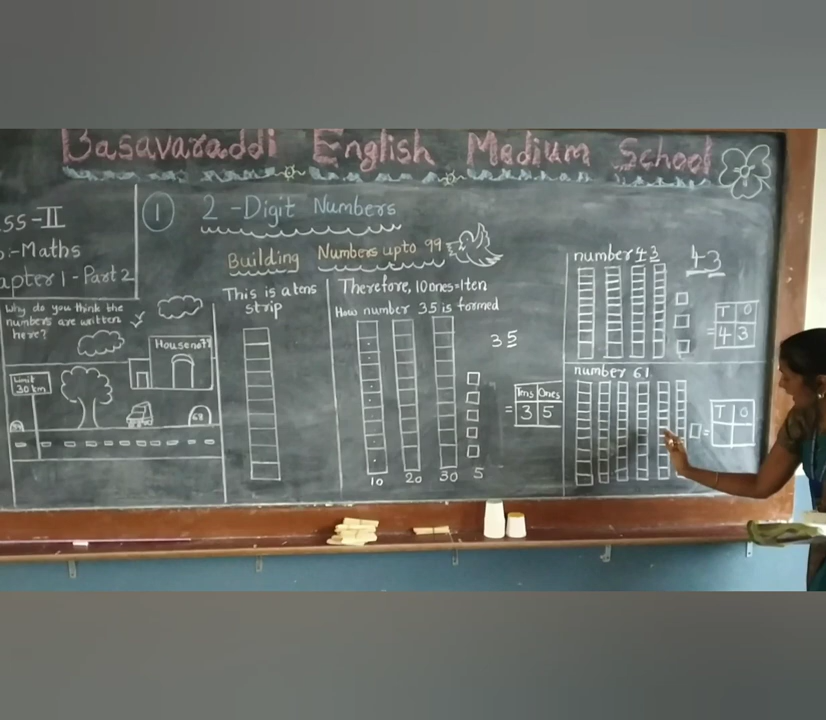 Basavaraddi English Medium School
ss-II
:-Maths
apter 1-Part 2
1 2-Digit Numbers
Building Numbers upto 99
Why do you think the
numbers are written
here?
House no 78
Limit
30 km
68
This is a tens
strip
Therefore, 10 ones=1ten
How number 35 is formed
35
= Tens Ones
3 5
10 20 30 5
number 43
43
T O
= 4 3
number 61
T O
=